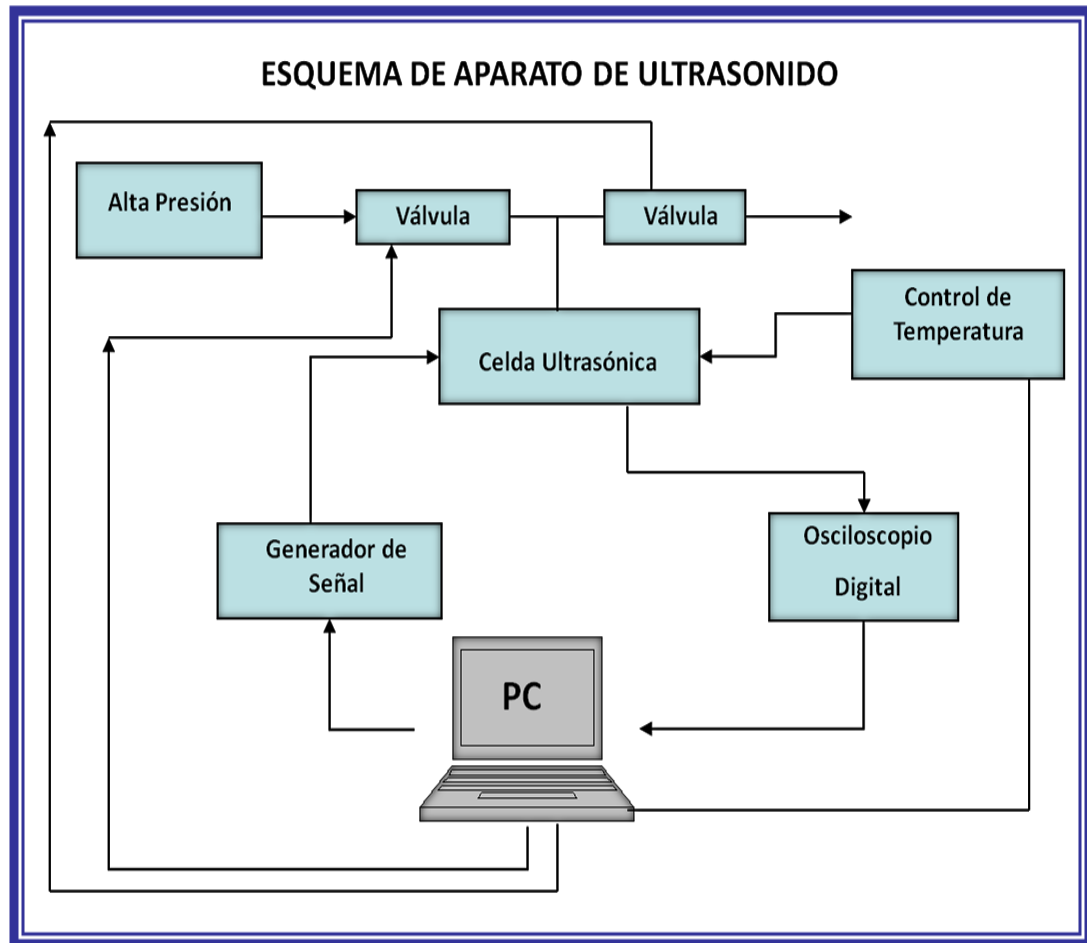 ESQUEMA DE APARATO DE ULTRASONIDO
Alta Presión
Válvula
Válvula
Control de
Temperatura
Celda Ultrasónica
Osciloscopio
Digital
Generador de
Señal
PC